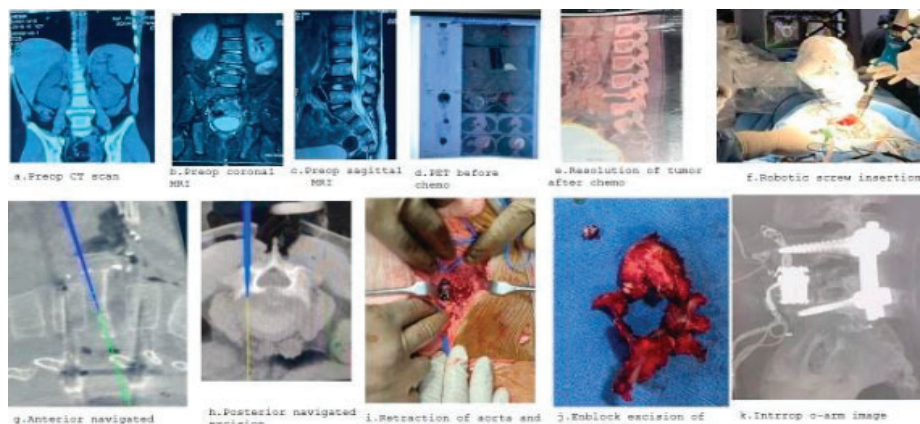 a.Preop CT scan
b.Preop coronal
MRI
c.Preop sagittal
MRI
d.PET before
chemo
e.Resolution of tumor
after chemo
f.Robotic screw insertion
g.Anterior navigated
h.Posterior navigated
i.Retraction of aorta and
j.Enblock excision of
k.Intrrop c-arm image